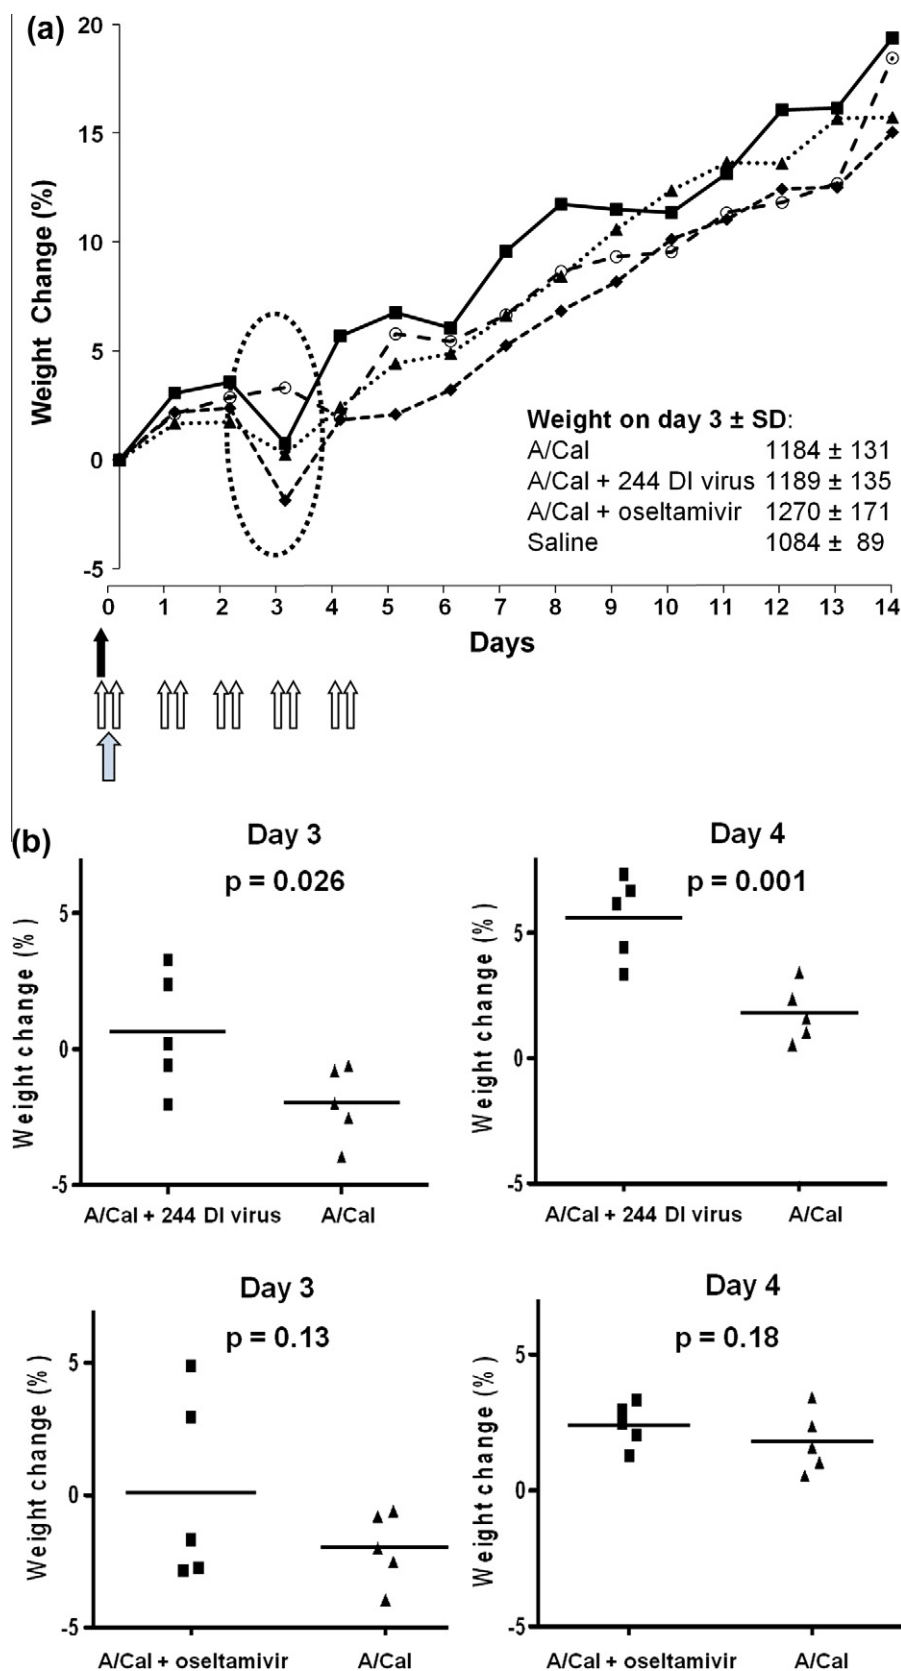 (a)
20
15
10
5
0
-5
Weight Change (%)
Weight on day 3 ± SD:
A/Cal 1184 ± 131
A/Cal + 244 DI virus 1189 ± 135
A/Cal + oseltamivir 1270 ± 171
Saline 1084 ± 89
0 1 2 3 4 5 6 7 8 9 10 11 12 13 14
Days
(b)
Day 3
p = 0.026
5
0
-5
Weight change (%)
A/Cal + 244 DI virus A/Cal
Day 4
p = 0.001
5
0
-5
Weight change (%)
A/Cal + 244 DI virus A/Cal
Day 3
p = 0.13
5
0
-5
Weight change (%)
A/Cal + oseltamivir A/Cal
Day 4
p = 0.18
5
0
-5
Weight change (%)
A/Cal + oseltamivir A/Cal